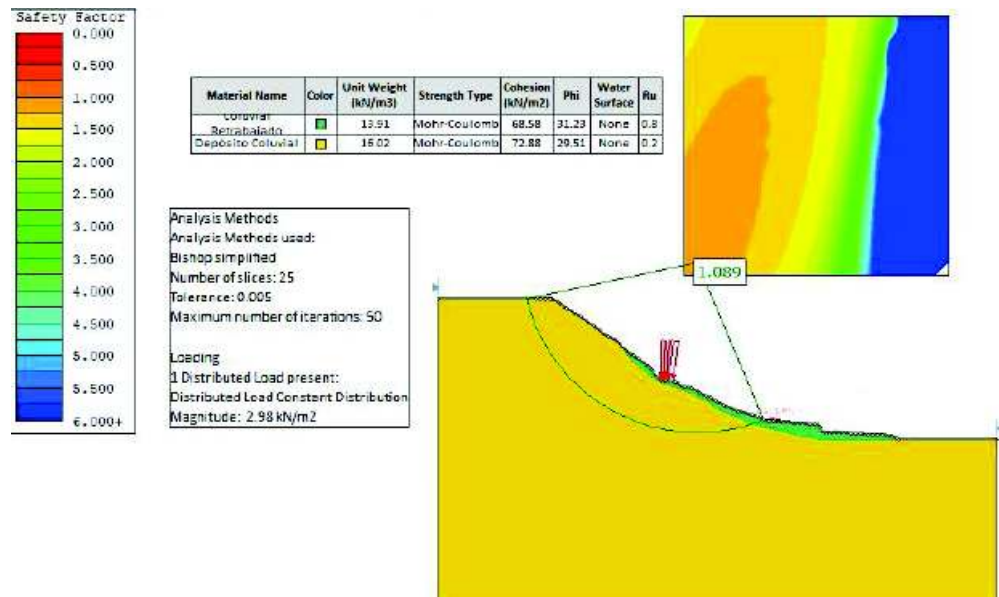 Safety Factor
0.000
0.500
1.000
1.500
2.000
2.500
3.000
3.500
4.000
4.500
5.000
5.500
6.000+
Material Name Color Unit Weight (kN/m3) Strength Type Cohesion (kN/m2) Phi Water Surface Ru
Coluvial Retrabalado 13.91 Mohr-Coulomb 68.58 31.23 None 0.8
Depósito Coluvial 16.02 Mohr-Coulomb 72.88 29.51 None 0.2
Analysis Methods
Analysis Methods used:
Bishop simplified
Number of slices: 25
Tolerance: 0.005
Maximum number of iterations: 50
Loading
1 Distributed Load present:
Distributed Load Constant Distribution
Magnitude: 2.98 kN/m2
1.089